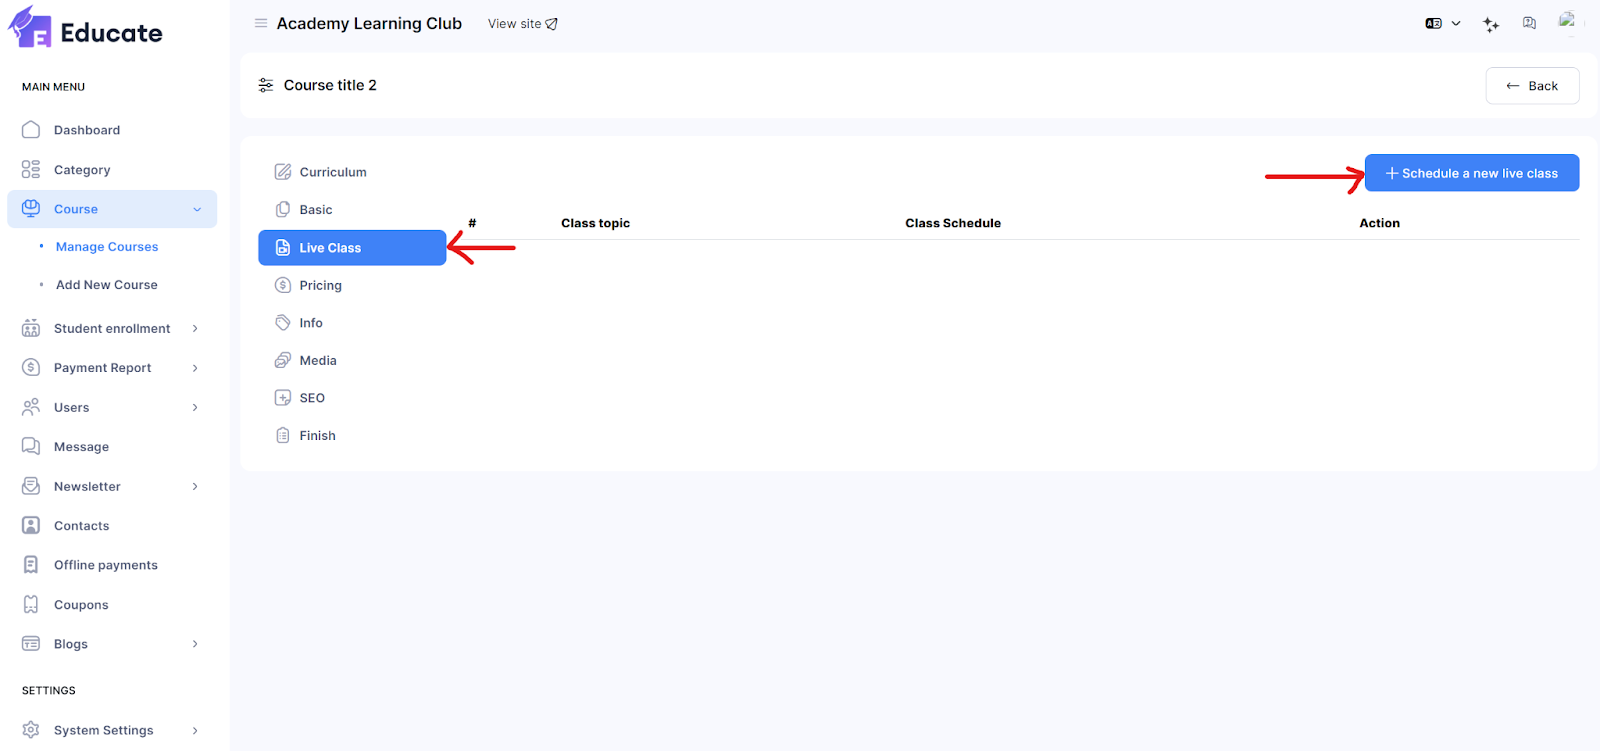 Educate
Academy Learning Club
View site
MAIN MENU
Course title 2
Back
Dashboard
Category
Course
Manage Courses
Add New Course
Student enrollment
Payment Report
Users
Message
Newsletter
Contacts
Offline payments
Coupons
Blogs
SETTINGS
System Settings
Curriculum
Basic
Live Class
Pricing
Info
Media
SEO
Finish
+ Schedule a new live class
# Class topic Class Schedule Action